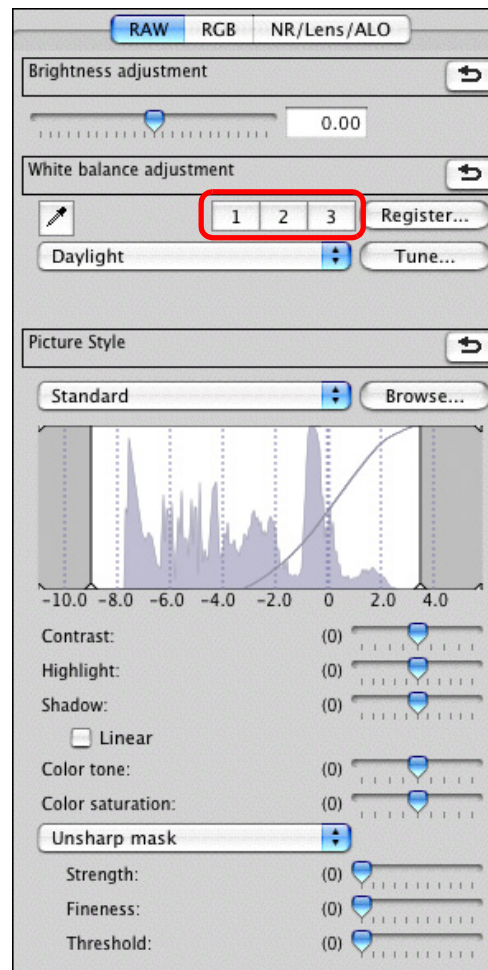 RAW RGB NR/Lens/ALO
Brightness adjustment
0.00
White balance adjustment
1 2 3 Register...
Daylight Tune...
Picture Style
Standard Browse...
-10.0 -8.0 -6.0 -4.0 -2.0 0 2.0 4.0
Contrast: (0)
Highlight: (0)
Shadow: (0)
Linear
Color tone: (0)
Color saturation: (0)
Unsharp mask
Strength: (0)
Fineness: (0)
Threshold: (0)